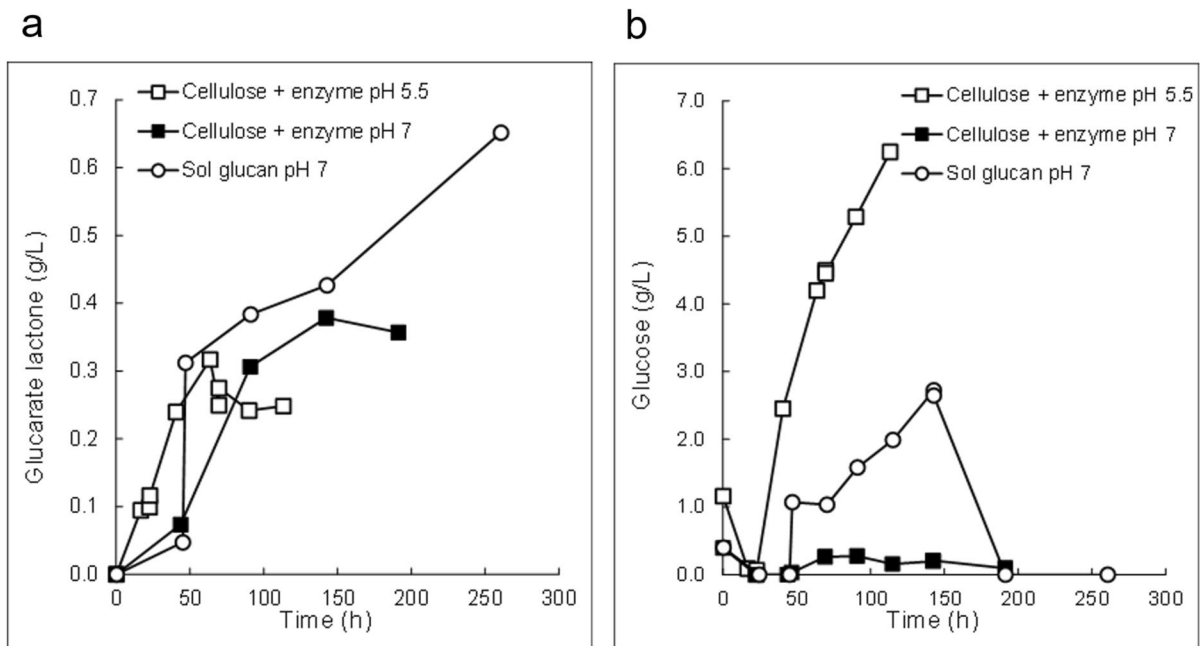 a
b
Cellulose + enzyme pH 5.5
Cellulose + enzyme pH 7
Sol glucan pH 7
0.7
0.6
0.5
0.4
0.3
0.2
0.1
0.0
Glucarate lactone (g/L)
0 50 100 150 200 250 300
Time (h)
Cellulose + enzyme pH 5.5
Cellulose + enzyme pH 7
Sol glucan pH 7
7.0
6.0
5.0
4.0
3.0
2.0
1.0
0.0
Glucose (g/L)
0 50 100 150 200 250 300
Time (h)